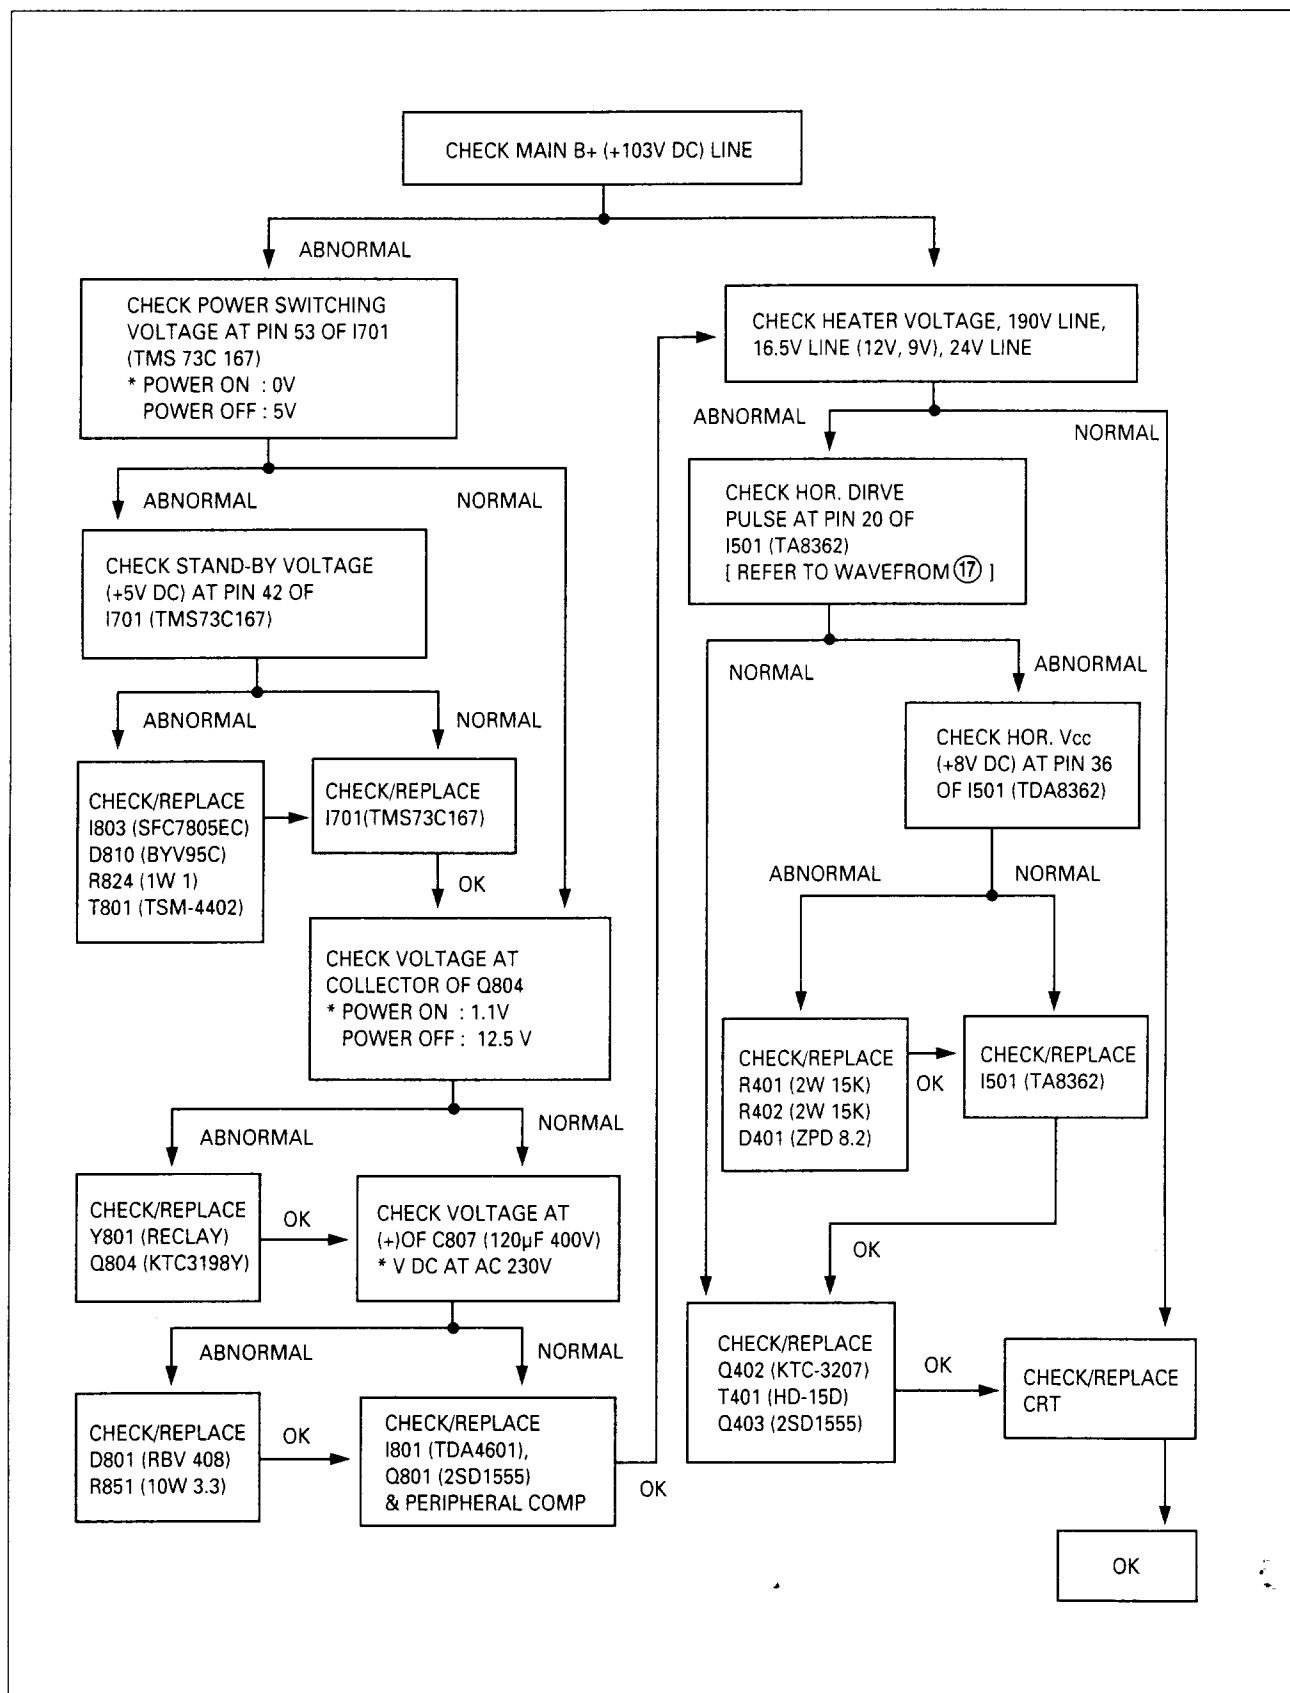 CHECK MAIN B+ (+103V DC) LINE
ABNORMAL
CHECK POWER SWITCHING
VOLTAGE AT PIN 53 OF I701
(TMS 73C 167)
* POWER ON : 0V
POWER OFF : 5V
ABNORMAL
NORMAL
CHECK STAND-BY VOLTAGE
(+5V DC) AT PIN 42 OF
I701 (TMS73C167)
ABNORMAL
NORMAL
CHECK/REPLACE
I803 (SFC7805EC)
D810 (BYV95C)
R824 (1W 1)
T801 (TSM-4402)
CHECK/REPLACE
I701(TMS73C167)
OK
CHECK VOLTAGE AT
COLLECTOR OF Q804
* POWER ON : 1.1V
POWER OFF : 12.5 V
ABNORMAL
NORMAL
CHECK/REPLACE
Y801 (RECLAY)
Q804 (KTC3198Y)
OK
CHECK VOLTAGE AT
(+)OF C807 (120µF 400V)
* V DC AT AC 230V
ABNORMAL
NORMAL
CHECK/REPLACE
D801 (RBV 408)
R851 (10W 3.3)
OK
CHECK/REPLACE
I801 (TDA4601),
Q801 (2SD1555)
& PERIPHERAL COMP
OK
CHECK HEATER VOLTAGE, 190V LINE,
16.5V LINE (12V, 9V), 24V LINE
ABNORMAL
NORMAL
CHECK HOR. DIRVE
PULSE AT PIN 20 OF
I501 (TA8362)
[ REFER TO WAVEFROM ⑰ ]
NORMAL
ABNORMAL
CHECK HOR. Vcc
(+8V DC) AT PIN 36
OF I501 (TDA8362)
ABNORMAL
NORMAL
CHECK/REPLACE
R401 (2W 15K)
R402 (2W 15K)
D401 (ZPD 8.2)
OK
CHECK/REPLACE
I501 (TA8362)
OK
CHECK/REPLACE
Q402 (KTC-3207)
T401 (HD-15D)
Q403 (2SD1555)
OK
CHECK/REPLACE
CRT
OK